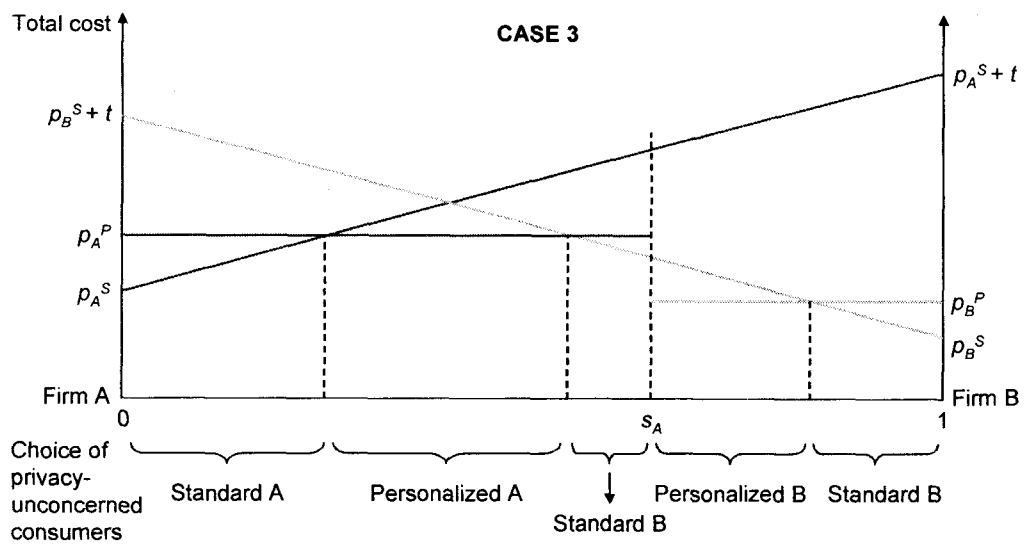 Total cost
CASE 3
p_A^S + t
p_B^S + t
p_A^P
p_A^S
p_B^P
p_B^S
Firm A
Firm B
0
s_A
1
Choice of
privacy-
unconcerned
consumers
Standard A
Personalized A
Standard B
Personalized B
Standard B